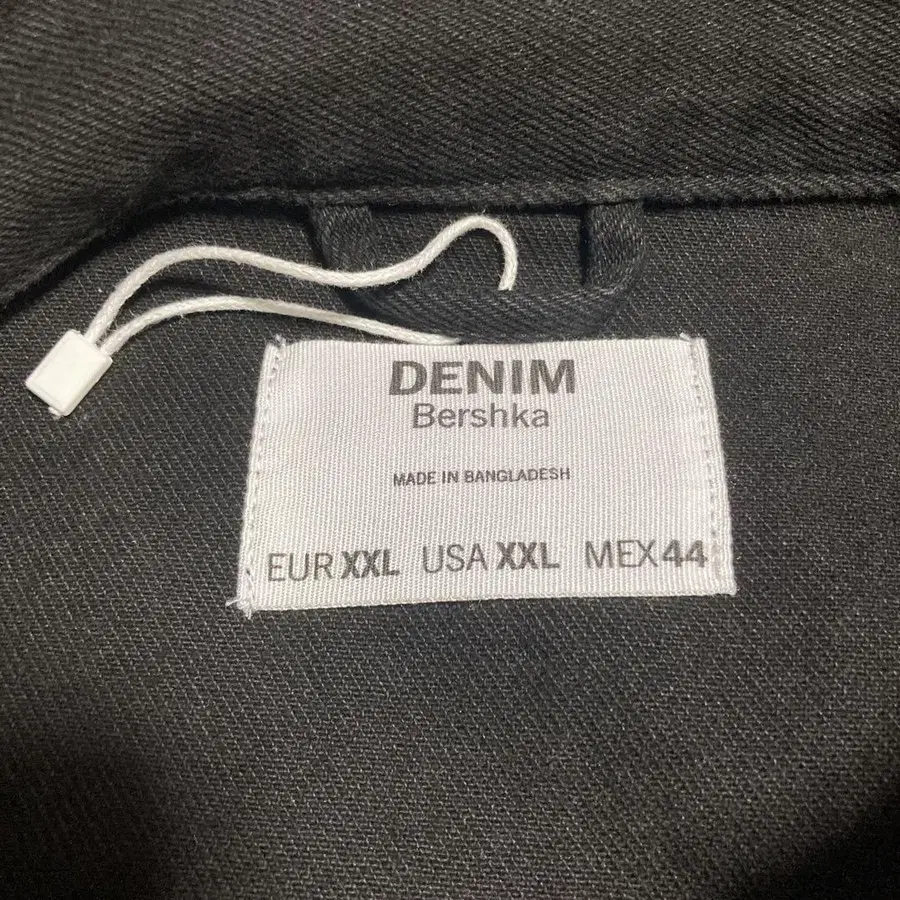 DENIM
Bershka
MADE IN BANGLADESH
EUR XXL USA XXL MEX 44